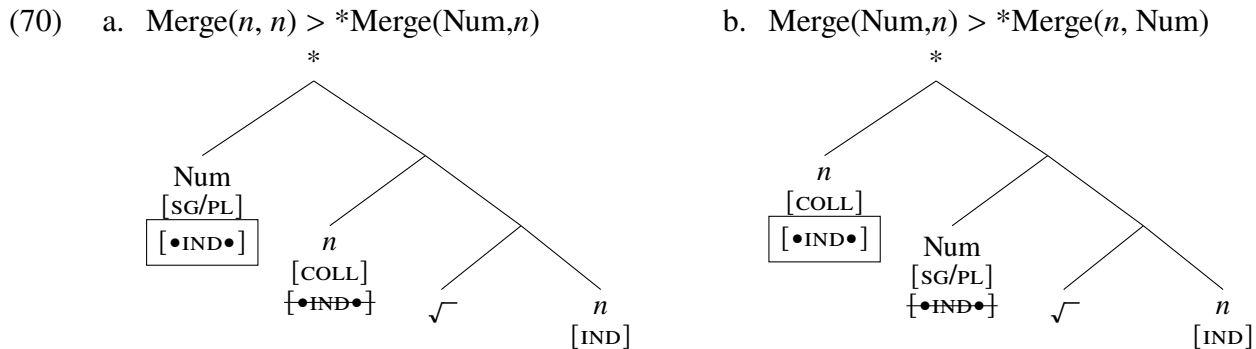 (70) a. Merge(n, n) > *Merge(Num,n) b. Merge(Num,n) > *Merge(n, Num)
* *
Num
[SG/PL]
[•IND•]
n
[COLL]
[•IND•]
√
n
[IND]
n
[COLL]
[•IND•]
Num
[SG/PL]
[•IND•]
√
n
[IND]